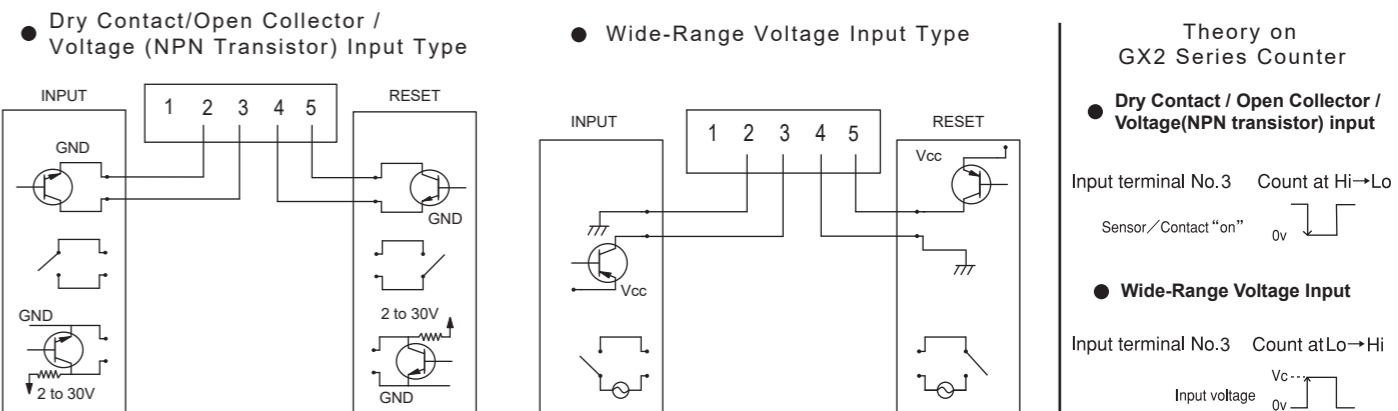 ● Dry Contact/Open Collector /
Voltage (NPN Transistor) Input Type
INPUT
1 2 3 4 5
RESET
GND
GND
GND
2 to 30V
2 to 30V
GND
● Wide-Range Voltage Input Type
INPUT
1 2 3 4 5
RESET
Vcc
Vcc
Theory on
GX2 Series Counter
● Dry Contact / Open Collector /
Voltage(NPN transistor) input
Input terminal No.3 Count at Hi→Lo
Sensor／Contact “on” 0v
● Wide-Range Voltage Input
Input terminal No.3 Count at Lo→Hi
Vc
Input voltage 0v